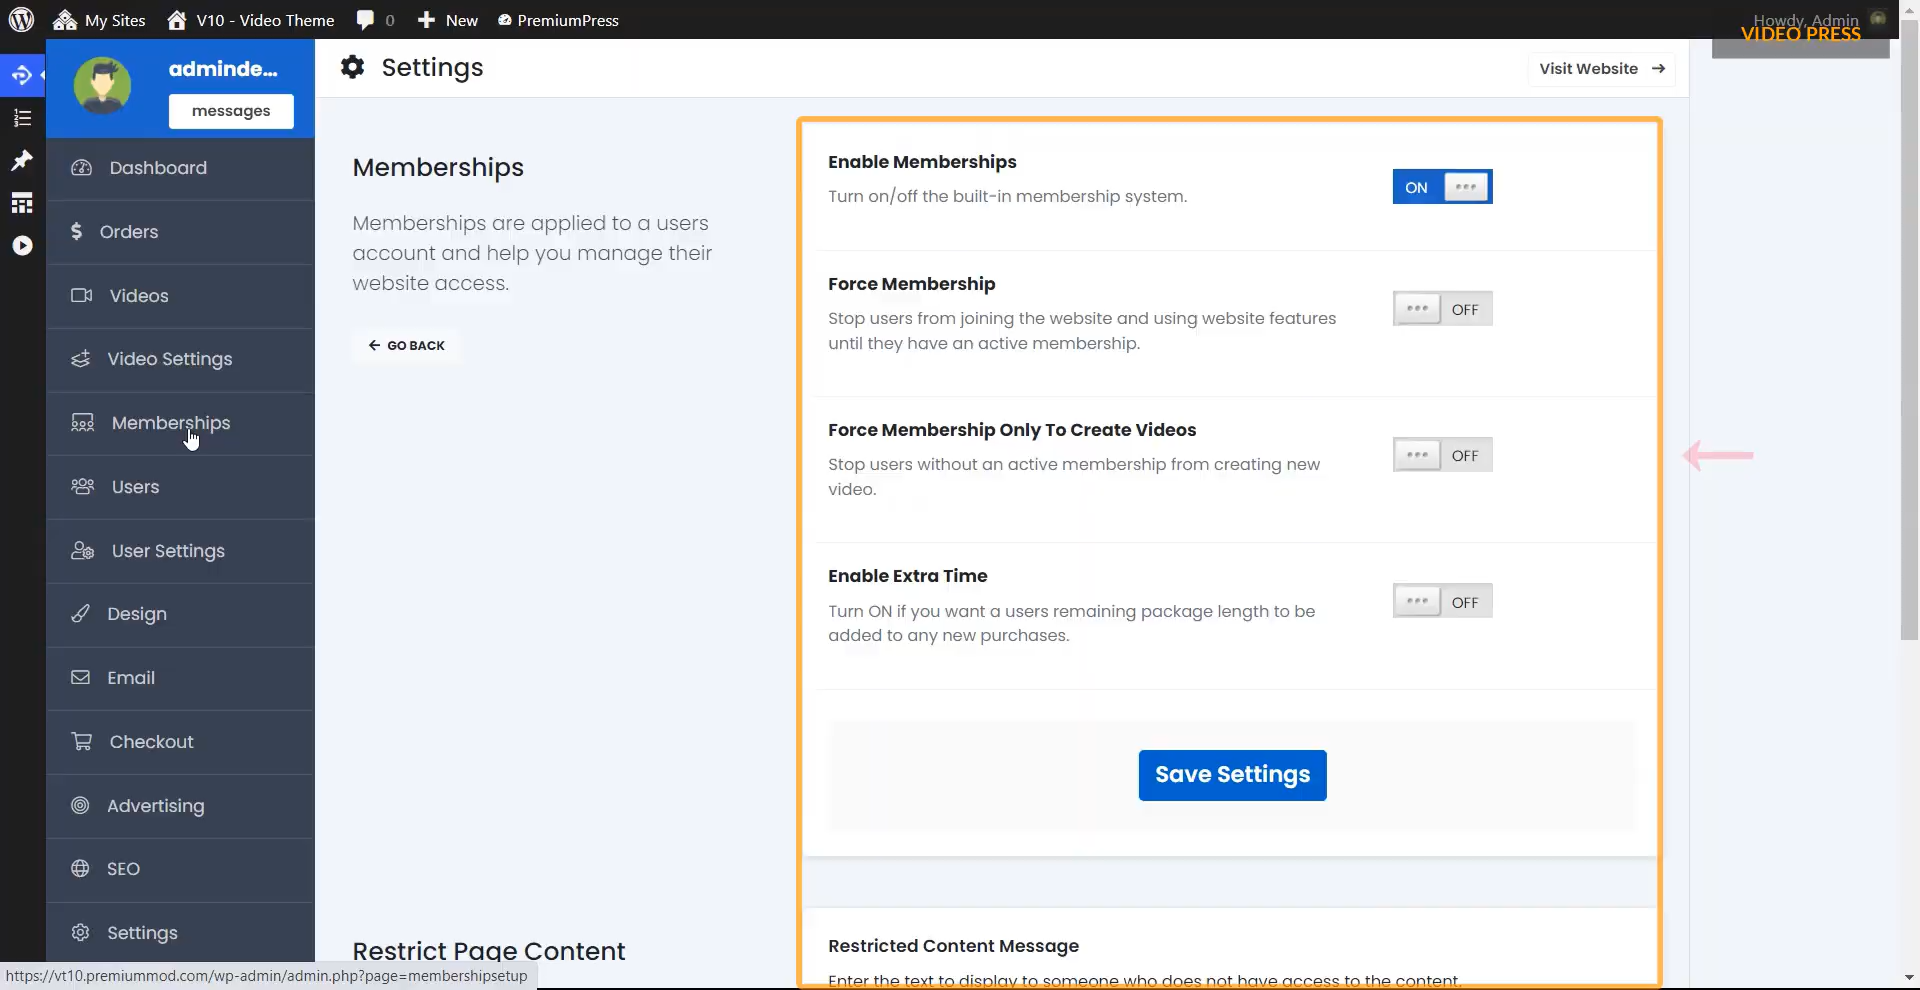 My Sites
V10 - Video Theme
0
New
PremiumPress
Howdy, Admin
VIDEO PRESS
adminde...
messages
Settings
Visit Website
Dashboard
Orders
Videos
Video Settings
Memberships
Users
User Settings
Design
Email
Checkout
Advertising
SEO
Settings
Memberships
Memberships are applied to a users
account and help you manage their
website access.
GO BACK
Enable Memberships
Turn on/off the built-in membership system.
ON
Force Membership
Stop users from joining the website and using website features
until they have an active membership.
OFF
Force Membership Only To Create Videos
Stop users without an active membership from creating new
video.
OFF
Enable Extra Time
Turn ON if you want a users remaining package length to be
added to any new purchases.
OFF
Save Settings
Restrict Page Content
Restricted Content Message
Enter the text to display to someone who does not have access to the content.
https://vt10.premiummod.com/wp-admin/admin.php?page=membershipsetup